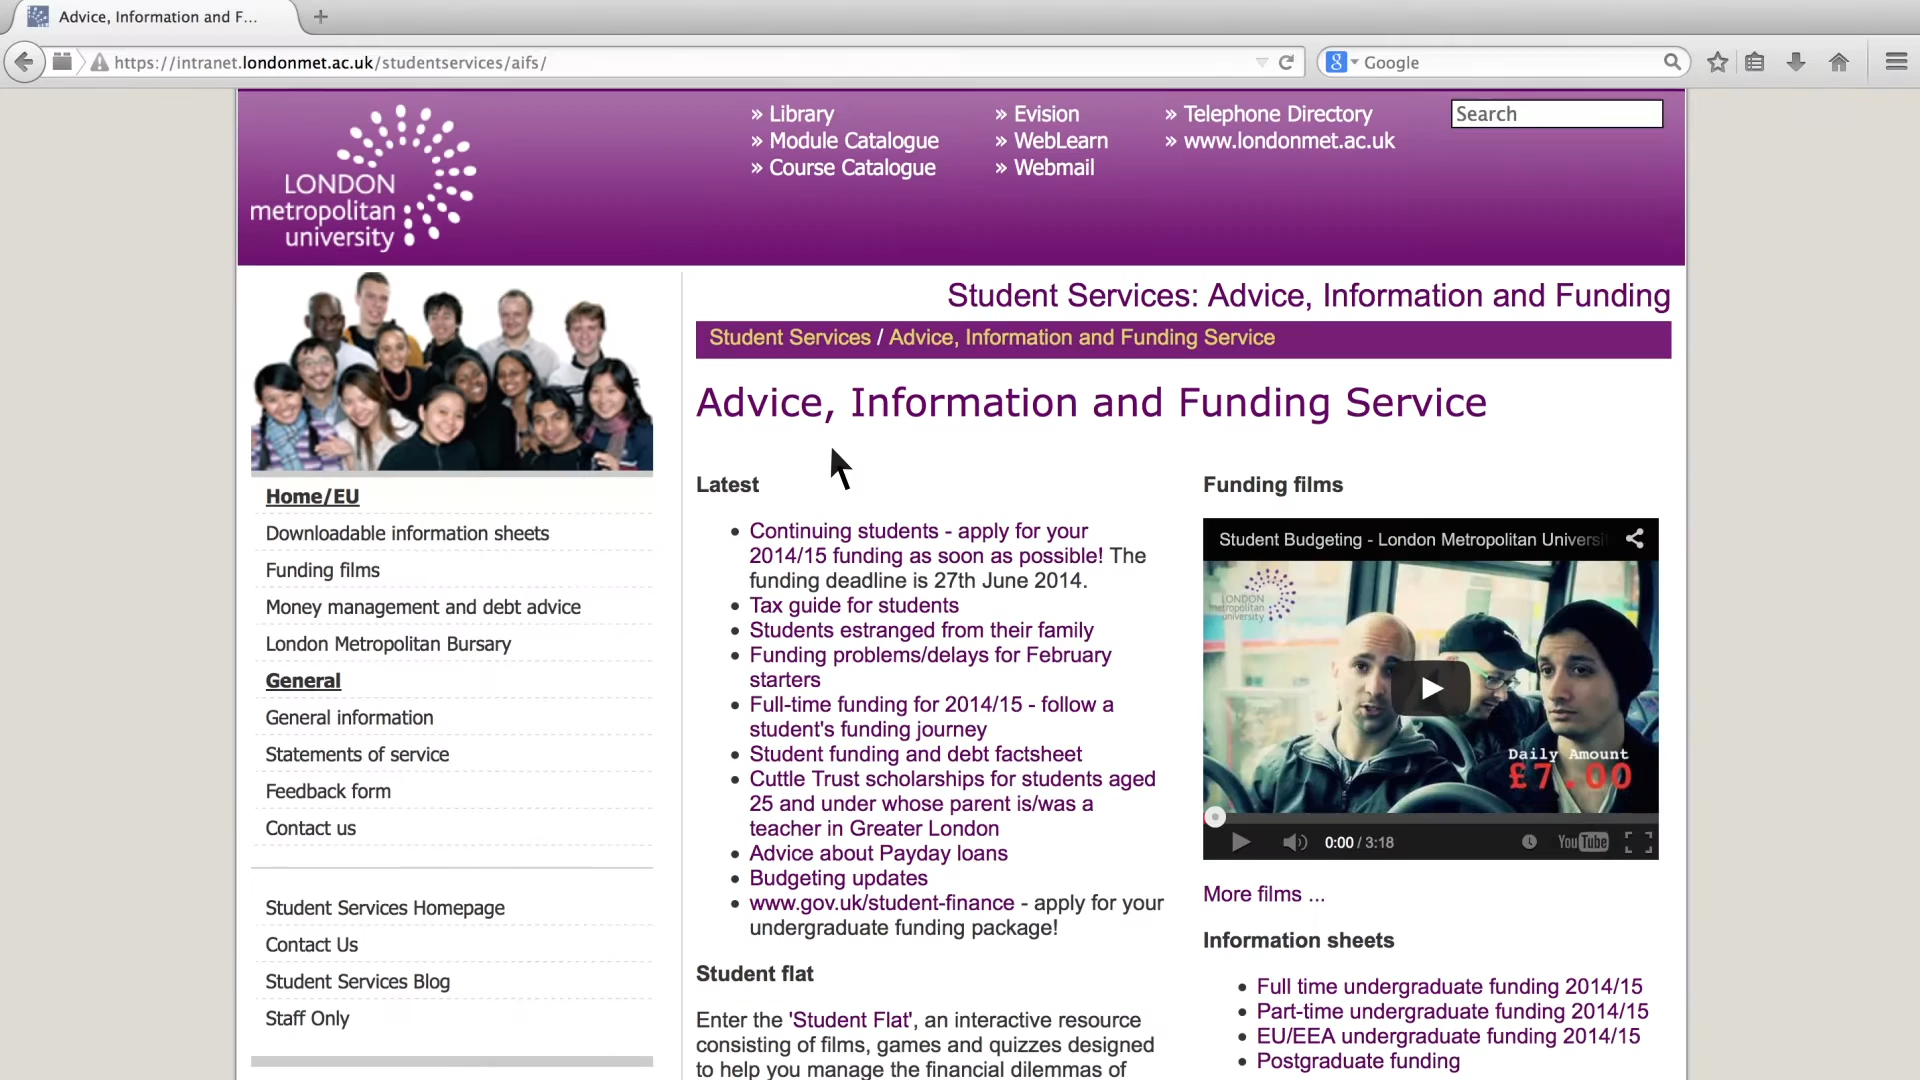 Advice, Information and F...
https://intranet.londonmet.ac.uk/studentservices/aifs/
Google
» Library
» Module Catalogue
» Course Catalogue
» Evision
» WebLearn
» Webmail
» Telephone Directory
» www.londonmet.ac.uk
Search
LONDON
metropolitan
university
Student Services: Advice, Information and Funding
Student Services / Advice, Information and Funding Service
Advice, Information and Funding Service
Home/EU
Downloadable information sheets
Funding films
Money management and debt advice
London Metropolitan Bursary
General
General information
Statements of service
Feedback form
Contact us
Student Services Homepage
Contact Us
Student Services Blog
Staff Only
Latest
• Continuing students - apply for your
2014/15 funding as soon as possible! The
funding deadline is 27th June 2014.
• Tax guide for students
• Students estranged from their family
• Funding problems/delays for February
starters
• Full-time funding for 2014/15 - follow a
student's funding journey
• Student funding and debt factsheet
• Cuttle Trust scholarships for students aged
25 and under whose parent is/was a
teacher in Greater London
• Advice about Payday loans
• Budgeting updates
• www.gov.uk/student-finance - apply for your
undergraduate funding package!
Student flat
Enter the 'Student Flat', an interactive resource
consisting of films, games and quizzes designed
to help you manage the financial dilemmas of
Funding films
Student Budgeting - London Metropolitan Universi
LONDON
metropolitan
university
Daily Amount
£7.00
0:00 / 3:18
YouTube
More films ...
Information sheets
• Full time undergraduate funding 2014/15
• Part-time undergraduate funding 2014/15
• EU/EEA undergraduate funding 2014/15
• Postgraduate funding